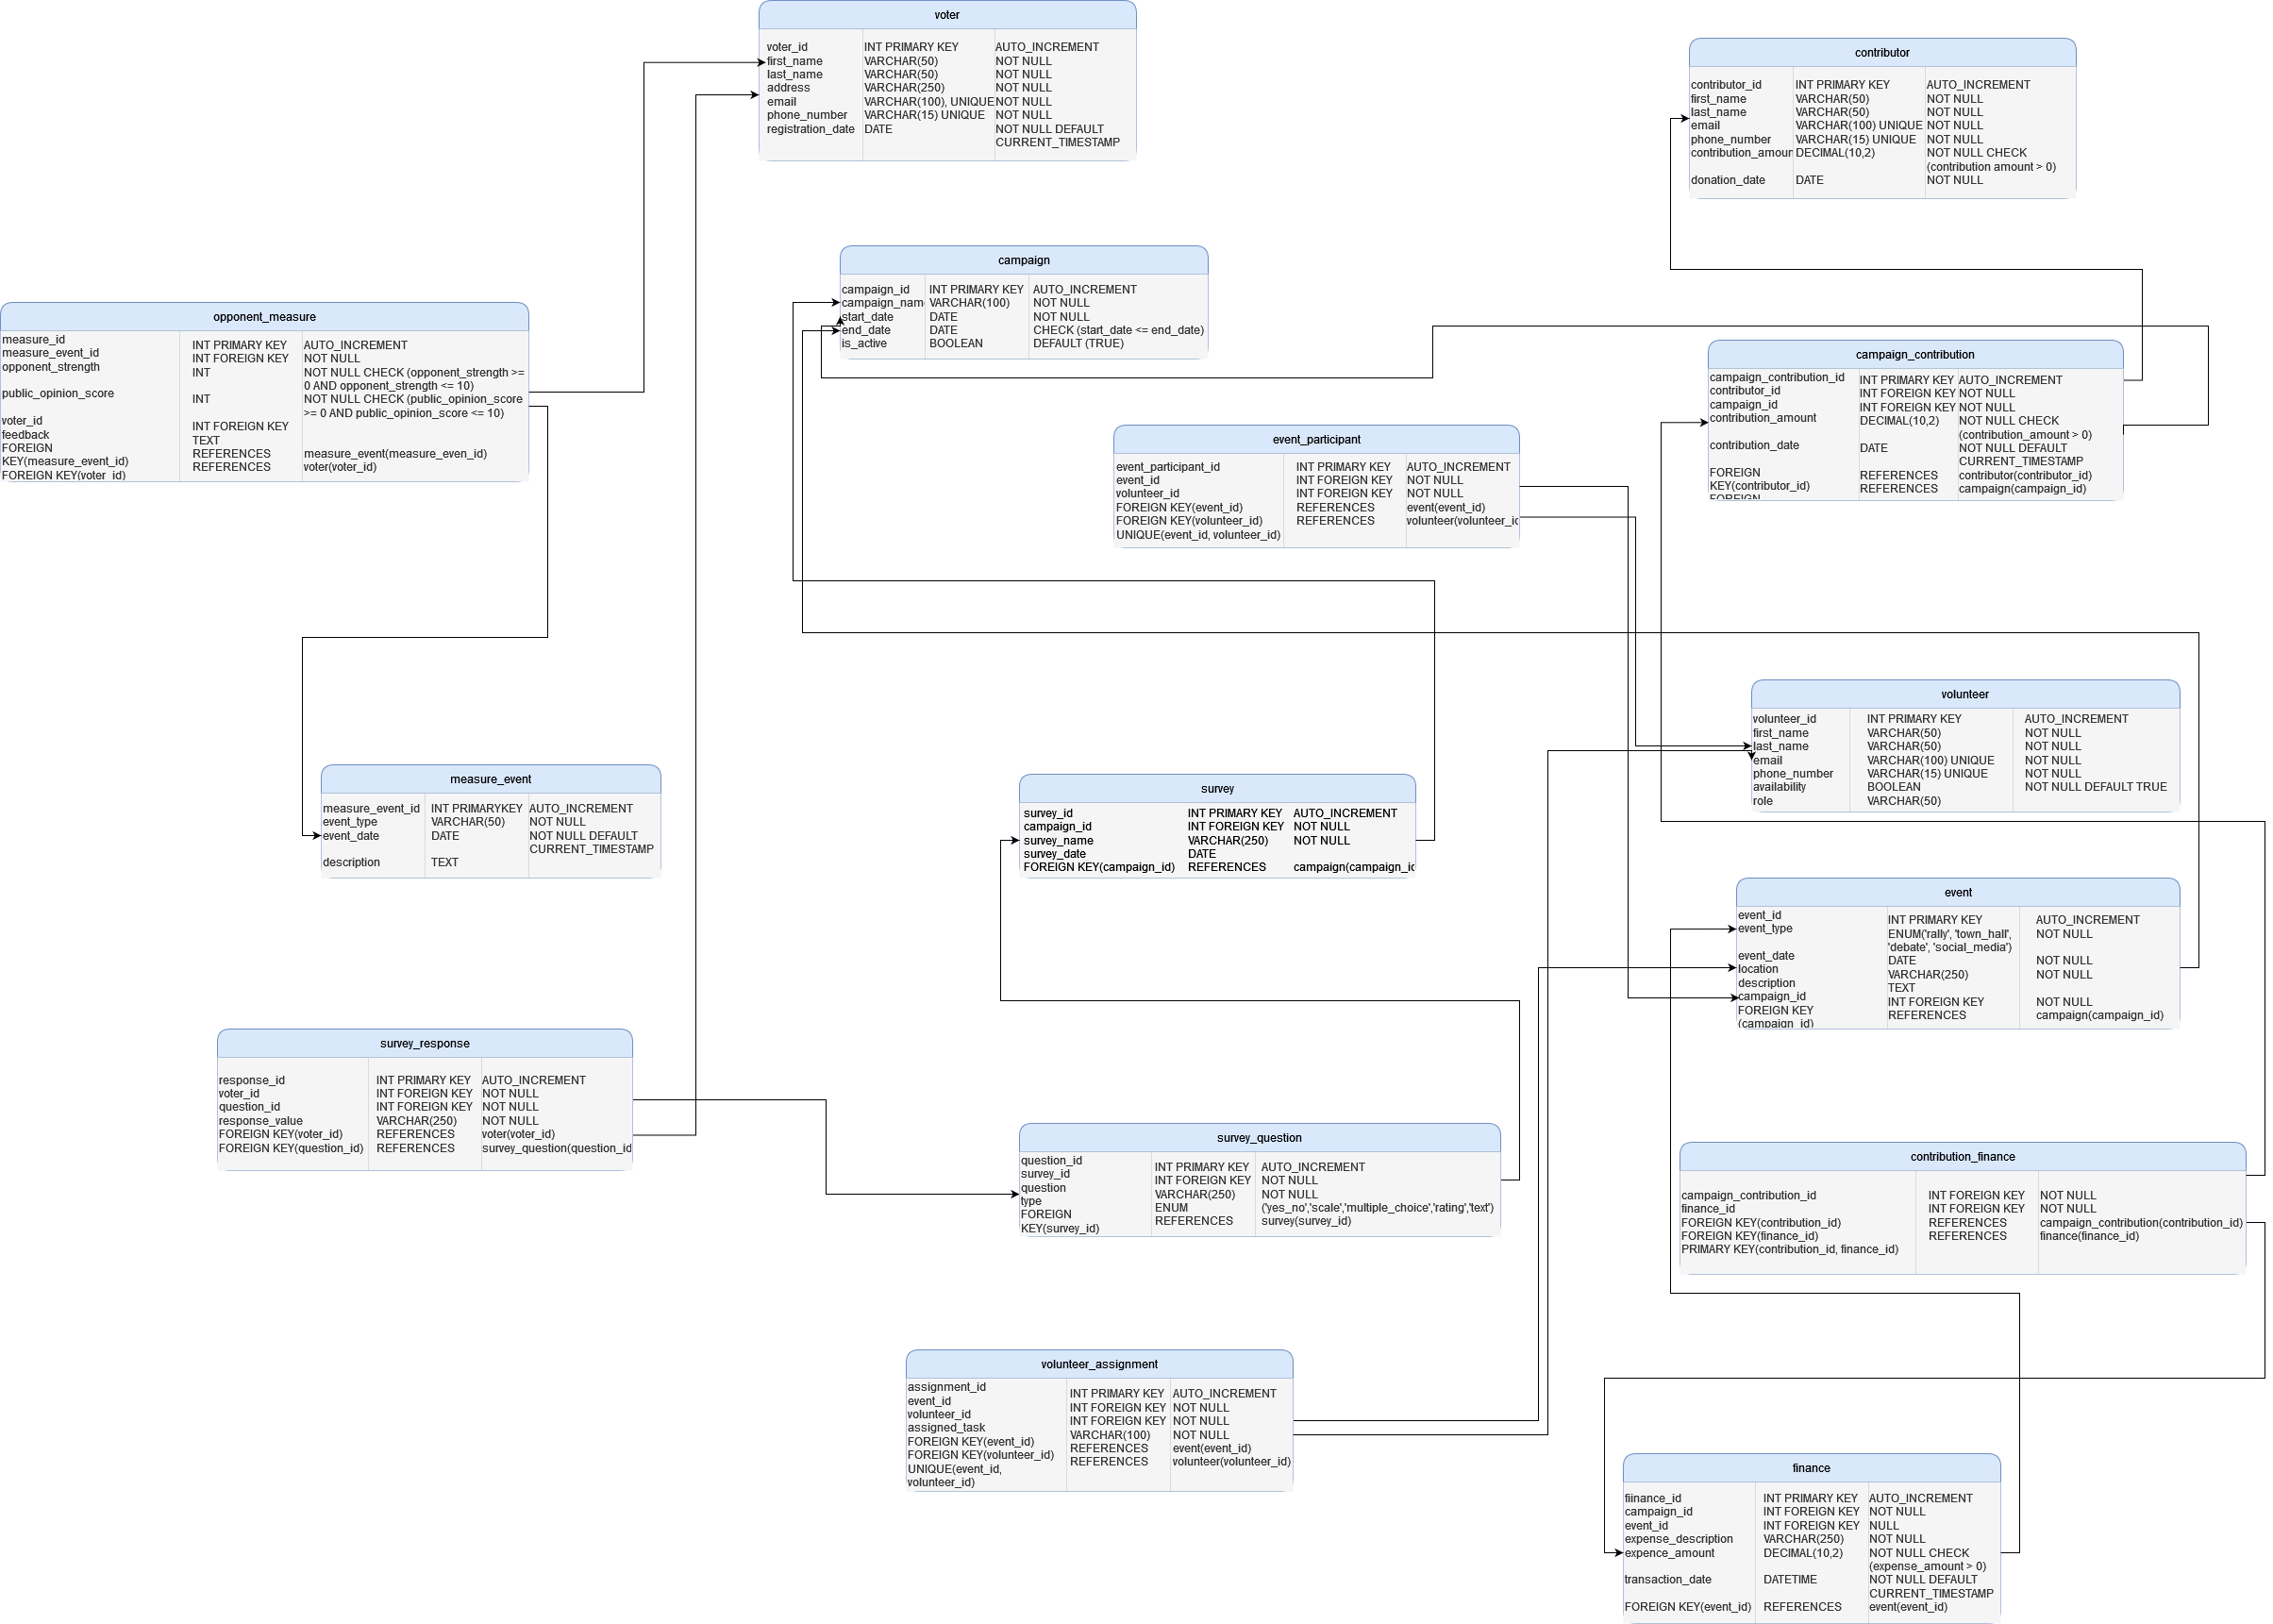 voter
voter_id INT PRIMARY KEY AUTO_INCREMENT
first_name VARCHAR(50) NOT NULL
last_name VARCHAR(50) NOT NULL
address VARCHAR(250) NOT NULL
email VARCHAR(100), UNIQUE NOT NULL
phone_number VARCHAR(15) UNIQUE NOT NULL
registration_date DATE NOT NULL DEFAULT
CURRENT_TIMESTAMP
contributor
contributor_id INT PRIMARY KEY AUTO_INCREMENT
first_name VARCHAR(50) NOT NULL
last_name VARCHAR(50) NOT NULL
email VARCHAR(100) UNIQUE NOT NULL
phone_number VARCHAR(15) UNIQUE NOT NULL
contribution_amoun DECIMAL(10,2) NOT NULL CHECK
(contribution amount > 0)
donation_date DATE NOT NULL
campaign
campaign_id INT PRIMARY KEY AUTO_INCREMENT
campaign_nam VARCHAR(100) NOT NULL
start_date DATE NOT NULL
end_date DATE CHECK (start_date <= end_date)
is_active BOOLEAN DEFAULT (TRUE)
opponent_measure
measure_id
measure_event_id
opponent_strength
public_opinion_score
voter_id
feedback
FOREIGN
KEY(measure_event_id)
FOREIGN KEY(voter_id)
INT PRIMARY KEY
INT FOREIGN KEY
INT
INT
INT FOREIGN KEY
TEXT
REFERENCES
REFERENCES
AUTO_INCREMENT
NOT NULL
NOT NULL CHECK (opponent_strength >=
0 AND opponent_strength <= 10)
NOT NULL CHECK (public_opinion_score
>= 0 AND public_opinion_score <= 10)
measure_event(measure_even_id)
voter(voter_id)
campaign_contribution
campaign_contribution_id
contributor_id
campaign_id
contribution_amount
contribution_date
FOREIGN
KEY(contributor_id)
FOREIGN
INT PRIMARY KEY
INT FOREIGN KEY
INT FOREIGN KEY
DECIMAL(10,2)
DATE
REFERENCES
REFERENCES
AUTO_INCREMENT
NOT NULL
NOT NULL
NOT NULL CHECK
(contribution_amount > 0)
NOT NULL DEFAULT
CURRENT_TIMESTAMP
contributor(contributor_id)
campaign(campaign_id)
event_participant
event_participant_id INT PRIMARY KEY AUTO_INCREMENT
event_id INT FOREIGN KEY NOT NULL
volunteer_id INT FOREIGN KEY NOT NULL
FOREIGN KEY(event_id) REFERENCES event(event_id)
FOREIGN KEY(volunteer_id) REFERENCES volunteer(volunteer_id
UNIQUE(event_id, volunteer_id)
volunteer
volunteer_id INT PRIMARY KEY AUTO_INCREMENT
first_name VARCHAR(50) NOT NULL
last_name VARCHAR(50) NOT NULL
email VARCHAR(100) UNIQUE NOT NULL
phone_number VARCHAR(15) UNIQUE NOT NULL
availability BOOLEAN NOT NULL DEFAULT TRUE
role VARCHAR(50)
measure_event
measure_event_id INT PRIMARYKEY AUTO_INCREMENT
event_type VARCHAR(50) NOT NULL
event_date DATE NOT NULL DEFAULT
CURRENT_TIMESTAMP
description TEXT
survey
survey_id INT PRIMARY KEY AUTO_INCREMENT
campaign_id INT FOREIGN KEY NOT NULL
survey_name VARCHAR(250) NOT NULL
survey_date DATE
FOREIGN KEY(campaign_id) REFERENCES campaign(campaign_id
event
event_id
event_type
event_date
location
description
campaign_id
FOREIGN KEY
(campaign_id)
INT PRIMARY KEY
ENUM('rally', 'town_hall',
'debate', 'social_media')
DATE
VARCHAR(250)
TEXT
INT FOREIGN KEY
REFERENCES
AUTO_INCREMENT
NOT NULL
NOT NULL
NOT NULL
NOT NULL
campaign(campaign_id)
survey_response
response_id INT PRIMARY KEY AUTO_INCREMENT
voter_id INT FOREIGN KEY NOT NULL
question_id INT FOREIGN KEY NOT NULL
response_value VARCHAR(250) NOT NULL
FOREIGN KEY(voter_id) REFERENCES voter(voter_id)
FOREIGN KEY(question_id) REFERENCES survey_question(question_id
survey_question
question_id
survey_id
question
type
FOREIGN
KEY(survey_id)
INT PRIMARY KEY
INT FOREIGN KEY
VARCHAR(250)
ENUM
REFERENCES
AUTO_INCREMENT
NOT NULL
NOT NULL
('yes_no','scale','multiple_choice','rating','text')
survey(survey_id)
contribution_finance
campaign_contribution_id INT FOREIGN KEY NOT NULL
finance_id INT FOREIGN KEY NOT NULL
FOREIGN KEY(contribution_id) REFERENCES campaign_contribution(contribution_id)
FOREIGN KEY(finance_id) REFERENCES finance(finance_id)
PRIMARY KEY(contribution_id, finance_id)
volunteer_assignment
assignment_id
event_id
volunteer_id
assigned_task
FOREIGN KEY(event_id)
FOREIGN KEY(volunteer_id)
UNIQUE(event_id,
volunteer_id)
INT PRIMARY KEY
INT FOREIGN KEY
INT FOREIGN KEY
VARCHAR(100)
REFERENCES
REFERENCES
AUTO_INCREMENT
NOT NULL
NOT NULL
NOT NULL
event(event_id)
volunteer(volunteer_id)
finance
fiinance_id INT PRIMARY KEY AUTO_INCREMENT
campaign_id INT FOREIGN KEY NOT NULL
event_id INT FOREIGN KEY NULL
expense_description VARCHAR(250) NOT NULL
expence_amount DECIMAL(10,2) NOT NULL CHECK
(expense_amount > 0)
transaction_date DATETIME NOT NULL DEFAULT
CURRENT_TIMESTAMP
FOREIGN KEY(event_id) REFERENCES event(event_id)